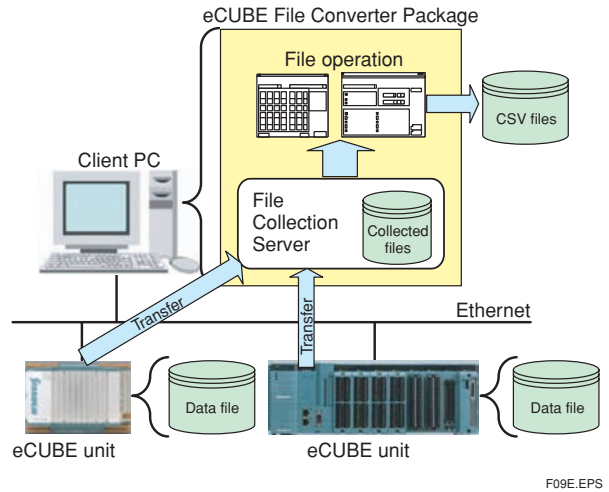 eCUBE File Converter Package
File operation
CSV files
Client PC
File
Collection
Server
Collected
files
Transfer
Transfer
Ethernet
Data file
Data file
eCUBE unit
eCUBE unit
F09E.EPS